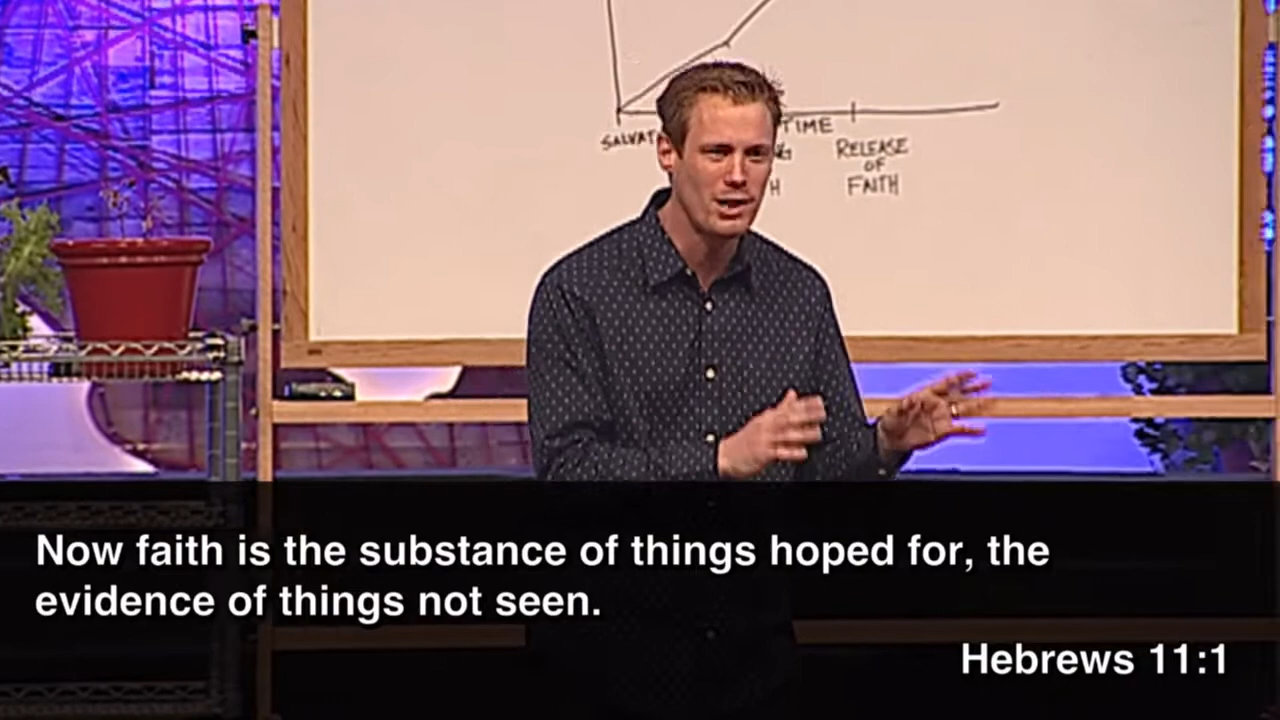 TIME
RELEASE
OF
FAITH
Now faith is the substance of things hoped for, the
evidence of things not seen.
Hebrews 11:1